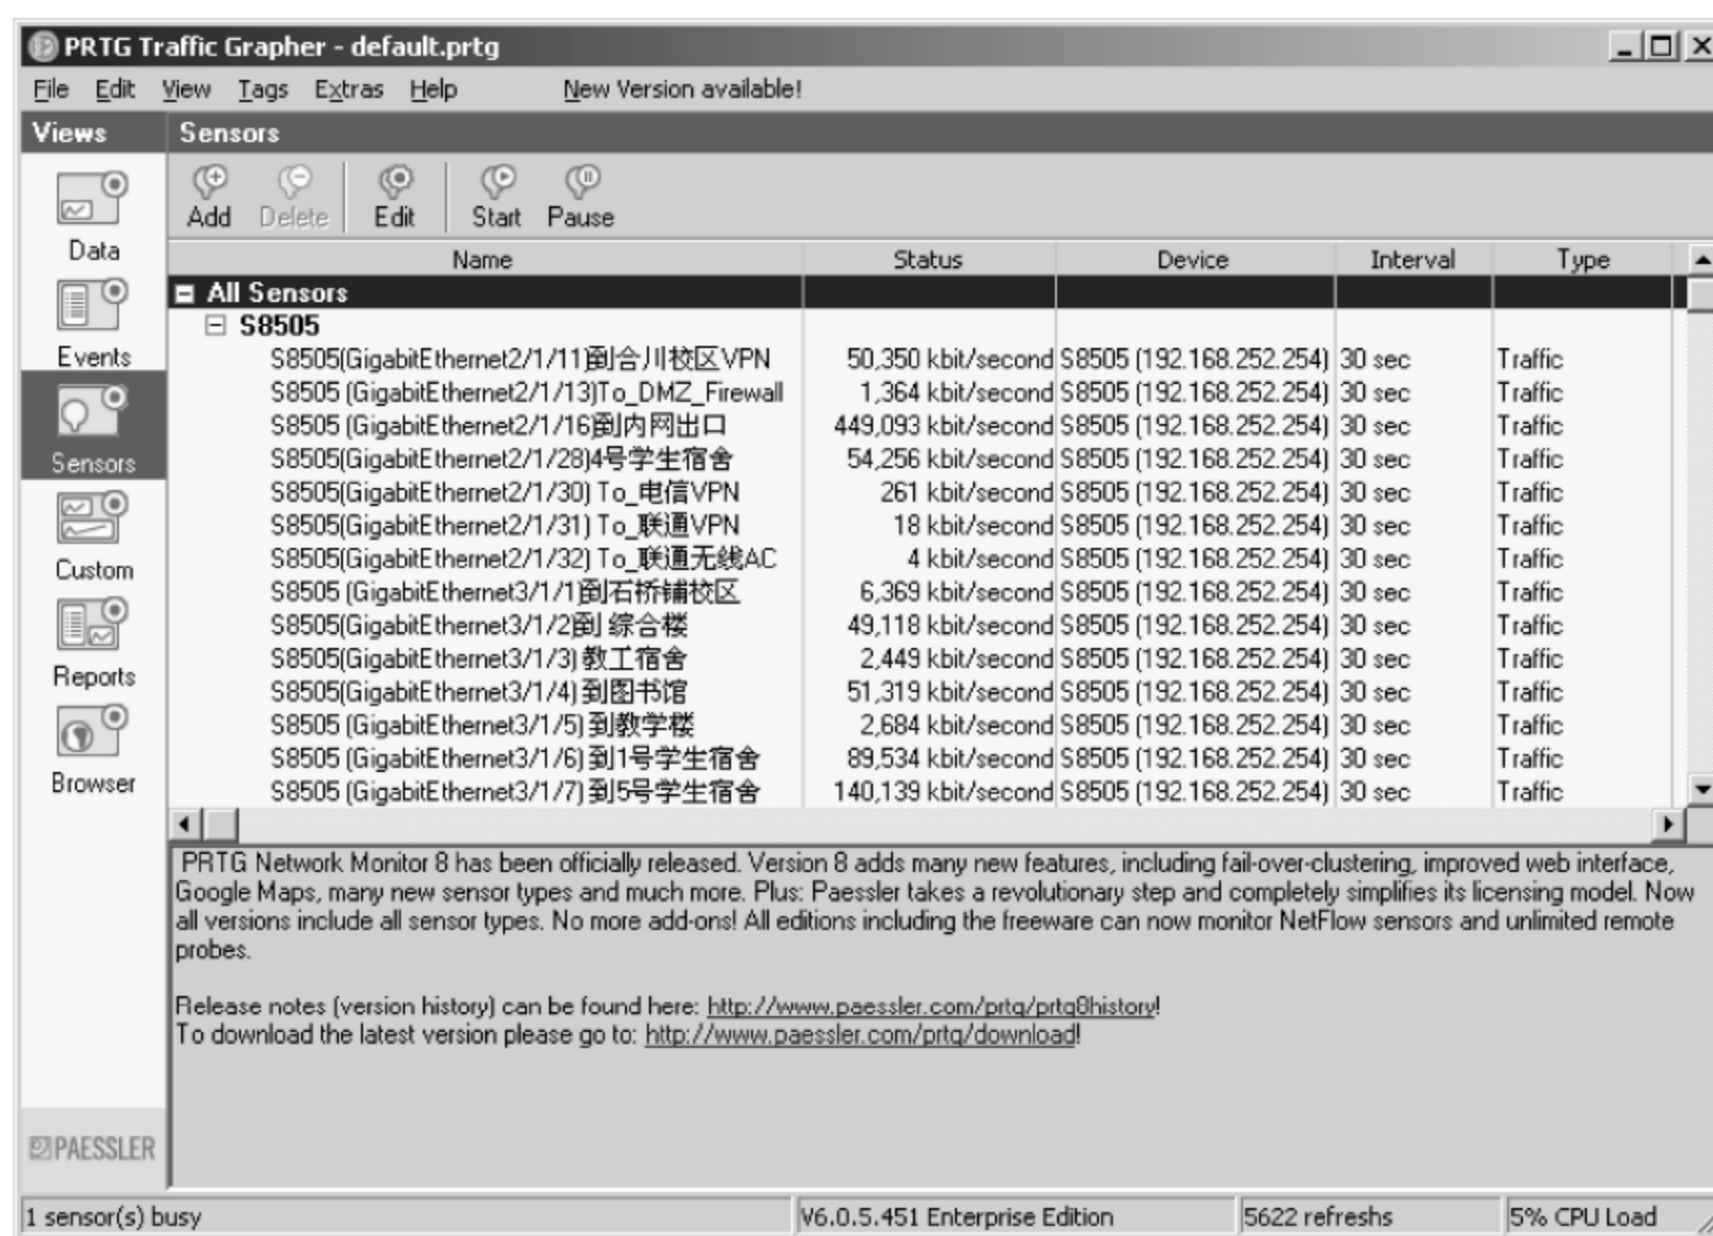 PRTG Traffic Grapher - default.prtg
File Edit View Tags Extras Help New Version available!
Views Sensors
Add Delete Edit Start Pause
Data
Events
Sensors
Custom
Reports
Browser
Name Status Device Interval Type
All Sensors
S8505
S8505(GigabitEthernet2/1/11)到合川校区VPN 50,350 kbit/second S8505 (192.168.252.254) 30 sec Traffic
S8505 (GigabitEthernet2/1/13)To_DMZ_Firewall 1,364 kbit/second S8505 (192.168.252.254) 30 sec Traffic
S8505 (GigabitEthernet2/1/16)到内网出口 449,093 kbit/second S8505 (192.168.252.254) 30 sec Traffic
S8505(GigabitEthernet2/1/28)4号学生宿舍 54,256 kbit/second S8505 (192.168.252.254) 30 sec Traffic
S8505(GigabitEthernet2/1/30) To_电信VPN 261 kbit/second S8505 (192.168.252.254) 30 sec Traffic
S8505(GigabitEthernet2/1/31) To_联通VPN 18 kbit/second S8505 (192.168.252.254) 30 sec Traffic
S8505(GigabitEthernet2/1/32) To_联通无线AC 4 kbit/second S8505 (192.168.252.254) 30 sec Traffic
S8505 (GigabitEthernet3/1/1)到石桥铺校区 6,369 kbit/second S8505 (192.168.252.254) 30 sec Traffic
S8505(GigabitEthernet3/1/2)到 综合楼 49,118 kbit/second S8505 (192.168.252.254) 30 sec Traffic
S8505(GigabitEthernet3/1/3) 教工宿舍 2,449 kbit/second S8505 (192.168.252.254) 30 sec Traffic
S8505(GigabitEthernet3/1/4) 到图书馆 51,319 kbit/second S8505 (192.168.252.254) 30 sec Traffic
S8505 (GigabitEthernet3/1/5) 到教学楼 2,684 kbit/second S8505 (192.168.252.254) 30 sec Traffic
S8505 (GigabitEthernet3/1/6) 到1号学生宿舍 89,534 kbit/second S8505 (192.168.252.254) 30 sec Traffic
S8505 (GigabitEthernet3/1/7) 到5号学生宿舍 140,139 kbit/second S8505 (192.168.252.254) 30 sec Traffic
PRTG Network Monitor 8 has been officially released. Version 8 adds many new features, including fail-over-clustering, improved web interface,
Google Maps, many new sensor types and much more. Plus: Paessler takes a revolutionary step and completely simplifies its licensing model. Now
all versions include all sensor types. No more add-ons! All editions including the freeware can now monitor NetFlow sensors and unlimited remote
probes.
Release notes (version history) can be found here: http://www.paessler.com/prtg/prtg8history!
To download the latest version please go to: http://www.paessler.com/prtg/download!
PAESSLER
1 sensor(s) busy V6.0.5.451 Enterprise Edition 5622 refreshs 5% CPU Load